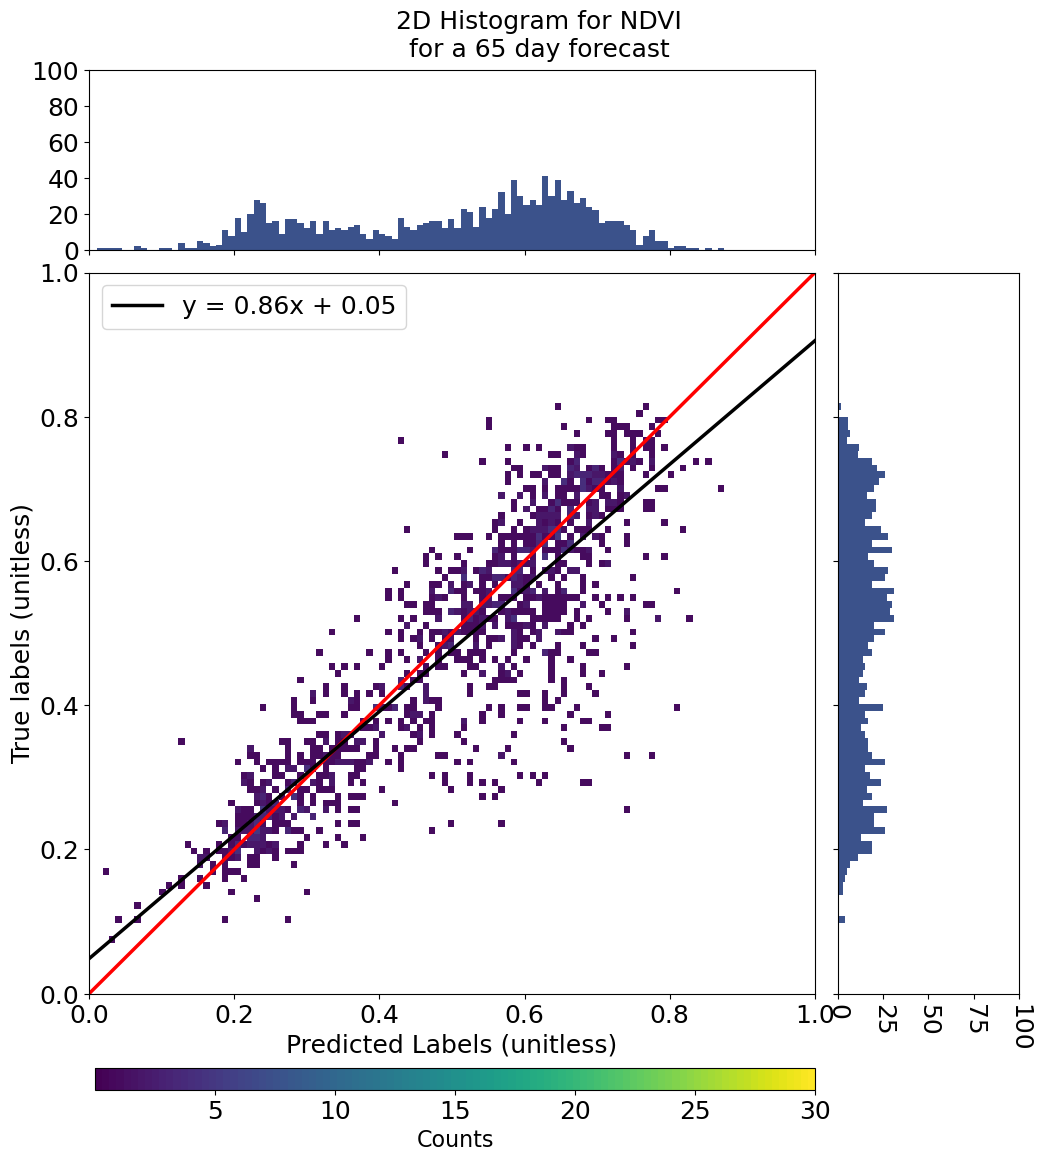 2D Histogram for NDVI
for a 65 day forecast
100
80
60
40
20
0
1.0
0.8
0.6
0.4
0.2
0.0
True labels (unitless)
y = 0.86x + 0.05
0.0 0.2 0.4 0.6 0.8 1.0
Predicted Labels (unitless)
0 25 50 75 100
5 10 15 20 25 30
Counts